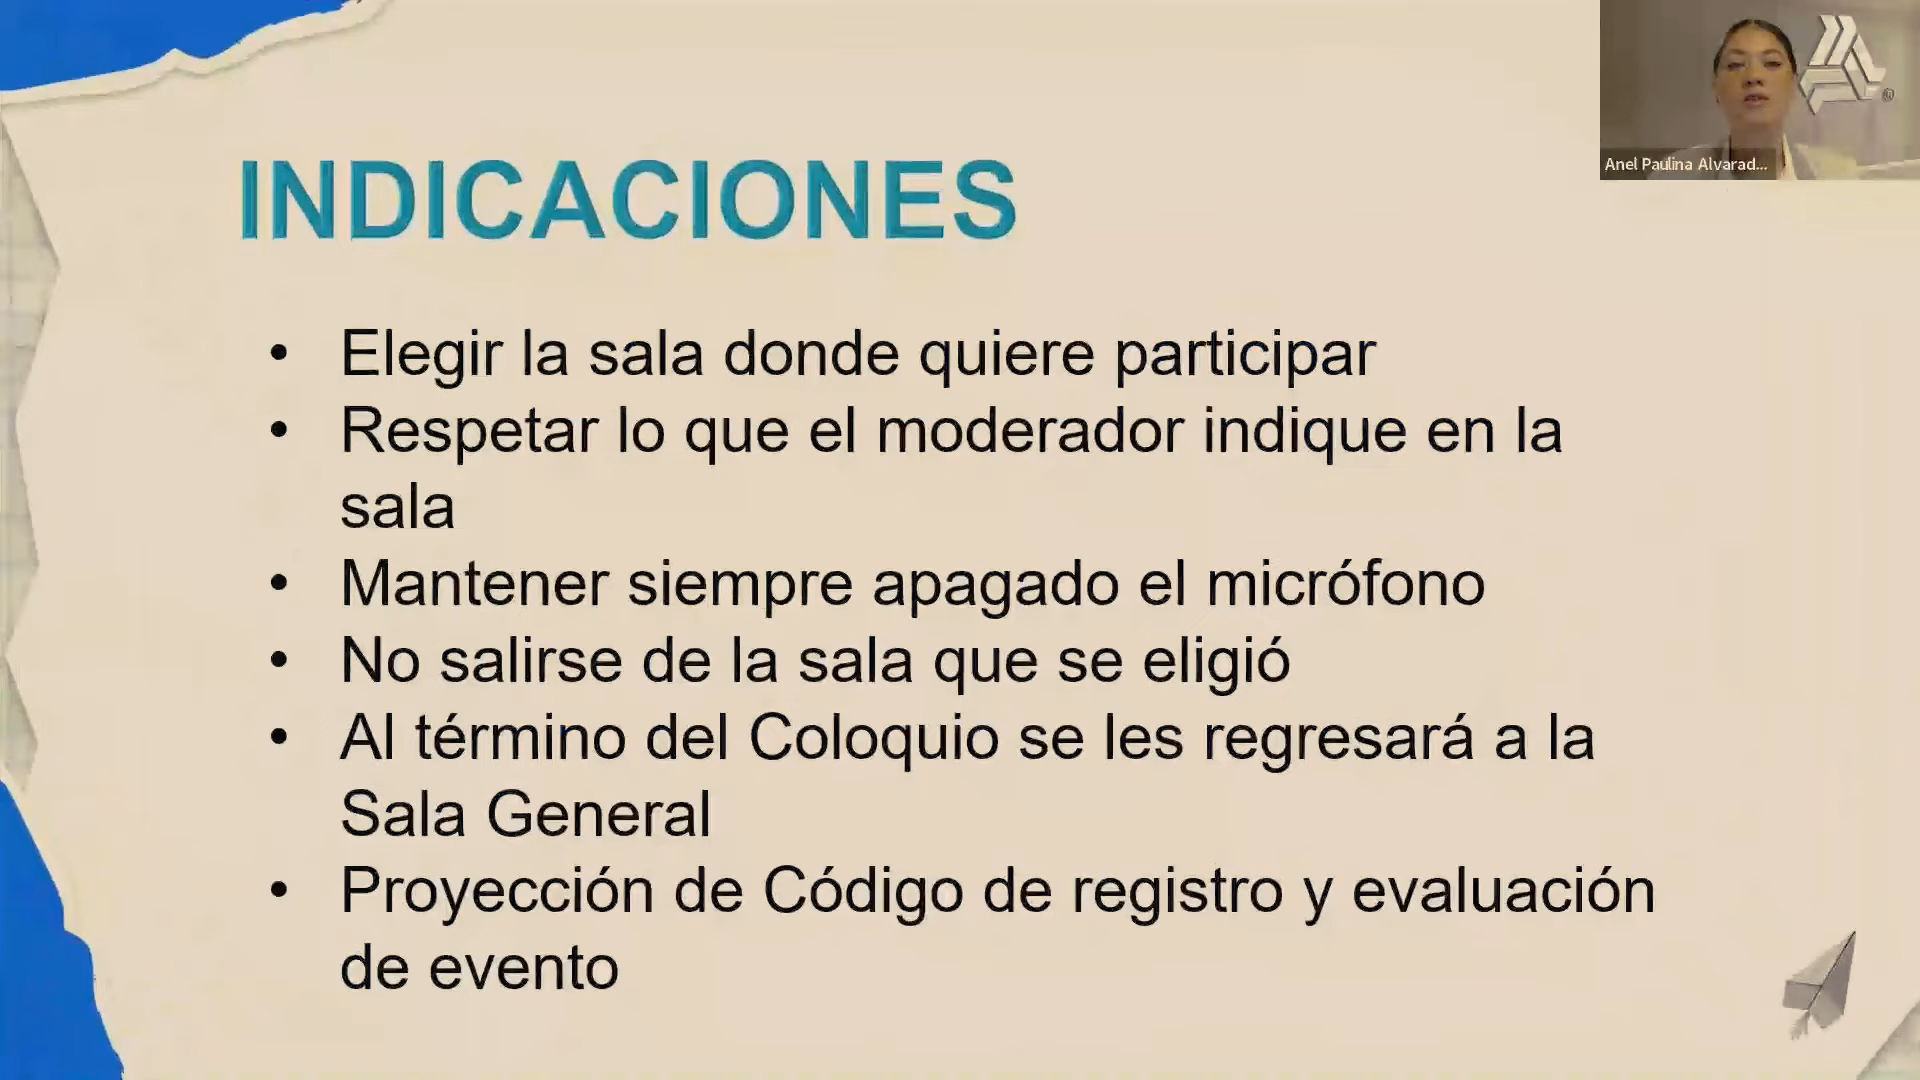 Anel Paulina Alvarad...
INDICACIONES
• Elegir la sala donde quiere participar
• Respetar lo que el moderador indique en la
sala
• Mantener siempre apagado el micrófono
• No salirse de la sala que se eligió
• Al término del Coloquio se les regresará a la
Sala General
• Proyección de Código de registro y evaluación
de evento